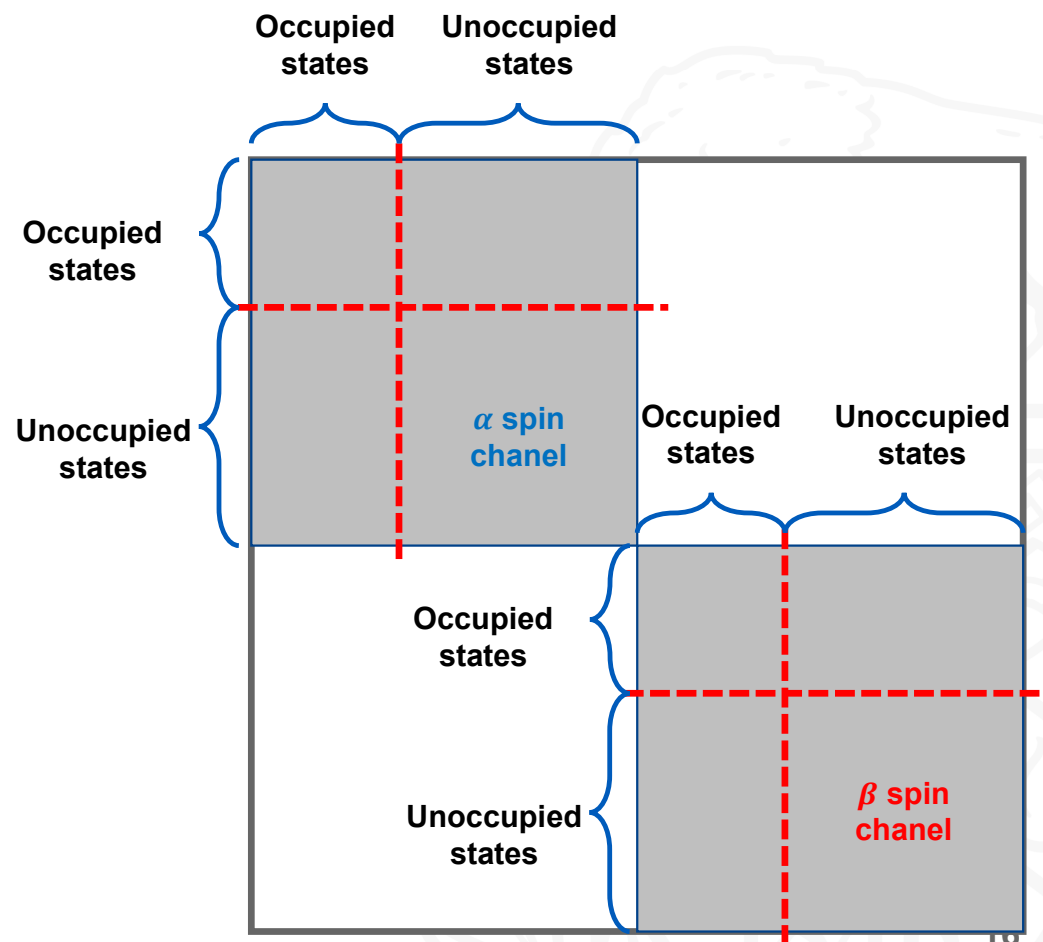 Occupied
states
Unoccupied
states
Occupied
states
Unoccupied
states
α spin
chanel
Occupied
states
Unoccupied
states
Occupied
states
Unoccupied
states
β spin
chanel